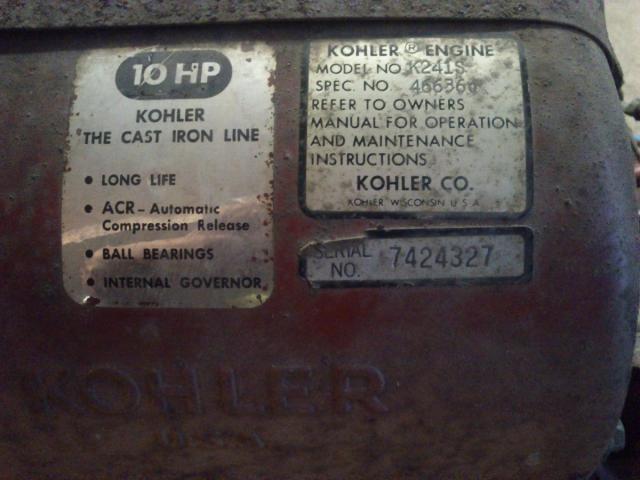 10 HP
KOHLER
THE CAST IRON LINE
• LONG LIFE
• ACR - Automatic
Compression Release
• BALL BEARINGS
• INTERNAL GOVERNOR
KOHLER ® ENGINE
MODEL NO. K241S
SPEC. NO.
REFER TO OWNERS
MANUAL FOR OPERATION
AND MAINTENANCE
INSTRUCTIONS
KOHLER CO.
KOHLER, WISCONSIN U.S.A.
SERIAL
NO. 7424327
KOHLER